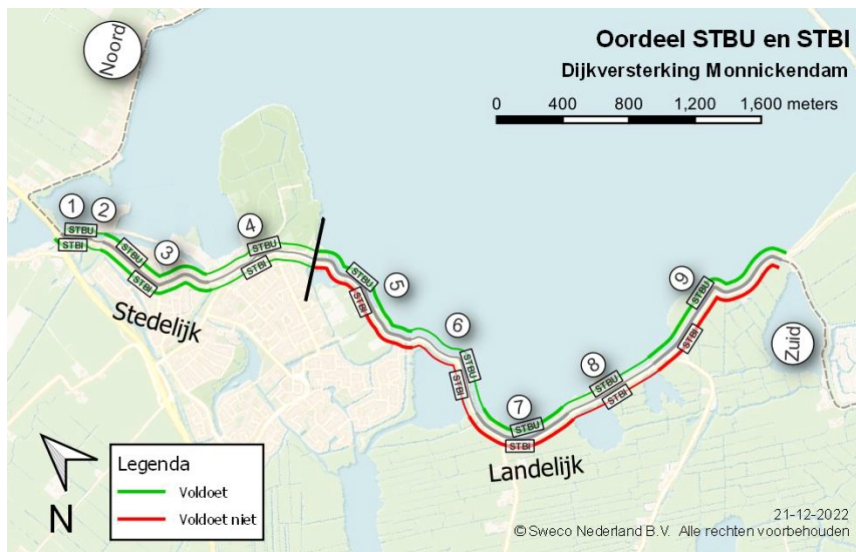 Oordeel STBU en STBI
Dijkversterking Monnickendam
0 400 800 1,200 1,600 meters
Noord
1 2
STBU
STBI
3
STBU
STBI
4
STBU
STBI
Stedelijk
5
STBU
STBI
6
STBU
STBI
7
STBU
STBI
8
STBU
STBI
9
STBU
STBI
Zuid
Landelijk
N
Legenda
Voldoet
Voldoet niet
21-12-2022
© Sweco Nederland B.V. Alle rechten voorbehouden